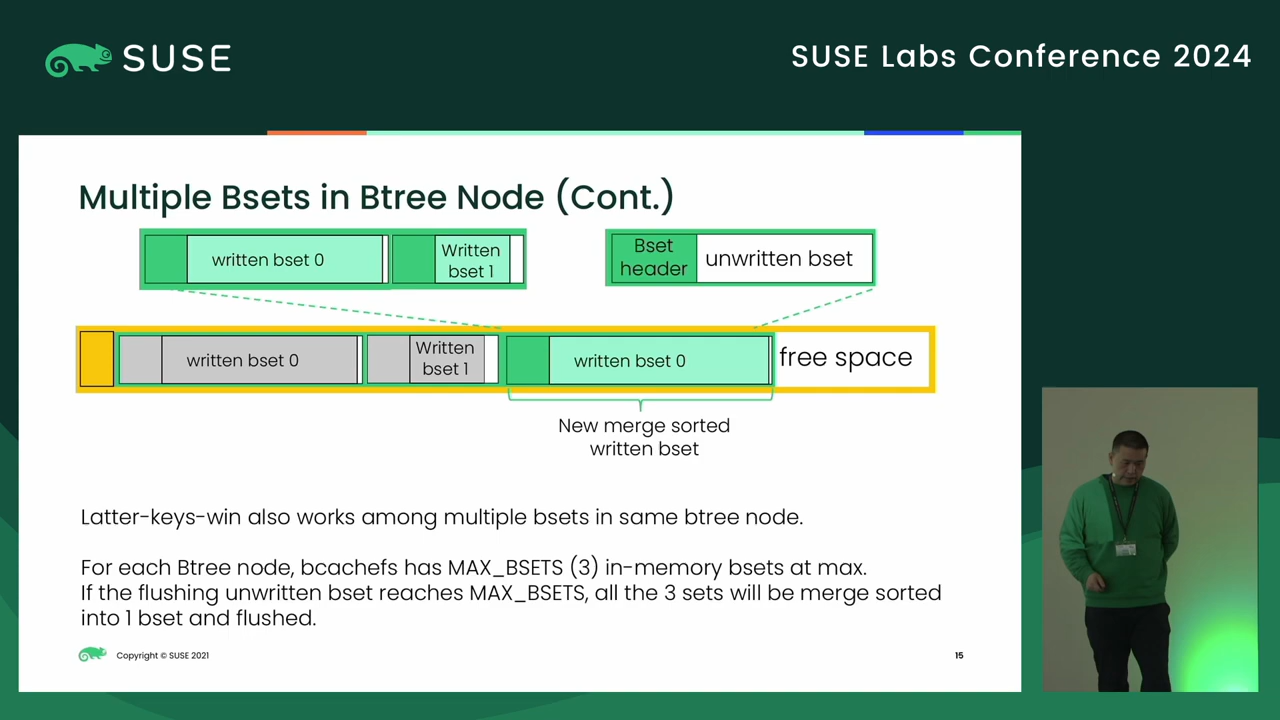 SUSE
SUSE Labs Conference 2024
Multiple Bsets in Btree Node (Cont.)
written bset 0
Written
bset 1
Bset
header
unwritten bset
written bset 0
Written
bset 1
written bset 0
free space
New merge sorted
written bset
Latter-keys-win also works among multiple bsets in same btree node.
For each Btree node, bcachefs has MAX_BSETS (3) in-memory bsets at max.
If the flushing unwritten bset reaches MAX_BSETS, all the 3 sets will be merge sorted
into 1 bset and flushed.
Copyright © SUSE 2021
15